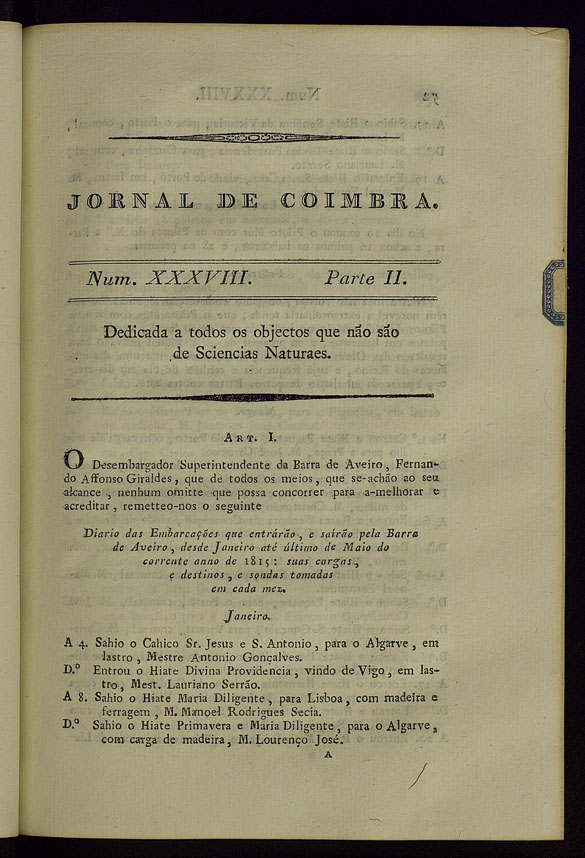 JORNAL DE COIMBRA.
Num. XXXVIII. Parte II.
Dedicada a todos os objectos que não são
de Sciencias Naturaes.
ART. I.
O Desembargador Superintendente da Barra de Aveiro, Fernan-
do Affonso Giraldes, que de todos os meios, que se-achão ao seu
alcance, nenhum omitte que possa concorrer para a-melhorar e
acreditar, remetteo-nos o seguinte
Diario das Embarcações que entrárão, e saírão pela Barra
de Aveiro, desde Janeiro até último de Maio do
corrente anno de 1815: suas cargas,
e destinos, e sondas tomadas
em cada mez.
Janeiro.
A 4. Sahio o Cahico Sr. Jesus e S. Antonio, para o Algarve, em
lastro, Mestre Antonio Gonçalves.
D.º Entrou o Hiate Divina Providencia, vindo de Vigo, em las-
tro, Mest. Lauriano Serrão.
A 8. Sahio o Hiate Maria Diligente, para Lisboa, com madeira e
ferragem, M. Manoel Rodrigues Secia.
D.º Sahio o Hiate Primavera e Maria Diligente, para o Algarve,
com carga de madeira, M. Lourenço José.
A